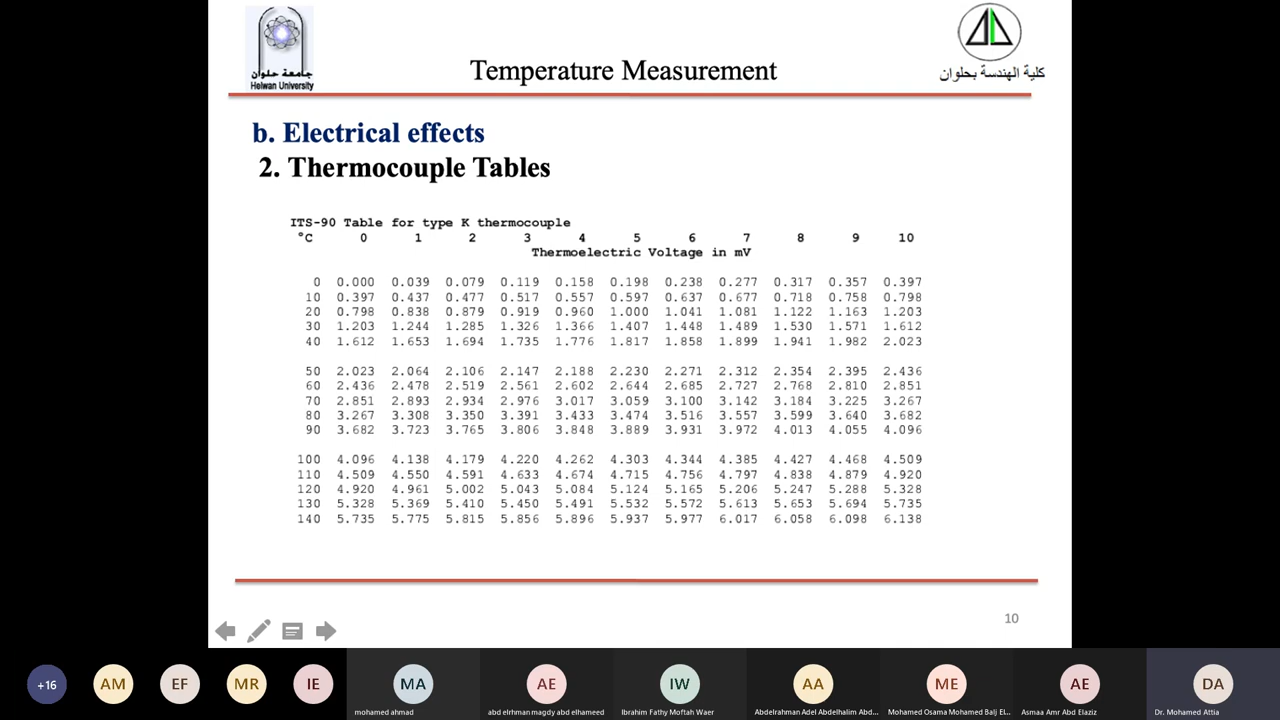 جامعة حلوان
Helwan University
Temperature Measurement
كلية الهندسة بحلوان
b. Electrical effects
2. Thermocouple Tables
ITS-90 Table for type K thermocouple
°C 0 1 2 3 4 5 6 7 8 9 10
Thermoelectric Voltage in mV
0 0.000 0.039 0.079 0.119 0.158 0.198 0.238 0.277 0.317 0.357 0.397
10 0.397 0.437 0.477 0.517 0.557 0.597 0.637 0.677 0.718 0.758 0.798
20 0.798 0.838 0.879 0.919 0.960 1.000 1.041 1.081 1.122 1.163 1.203
30 1.203 1.244 1.285 1.326 1.366 1.407 1.448 1.489 1.530 1.571 1.612
40 1.612 1.653 1.694 1.735 1.776 1.817 1.858 1.899 1.941 1.982 2.023
50 2.023 2.064 2.106 2.147 2.188 2.230 2.271 2.312 2.354 2.395 2.436
60 2.436 2.478 2.519 2.561 2.602 2.644 2.685 2.727 2.768 2.810 2.851
70 2.851 2.893 2.934 2.976 3.017 3.059 3.100 3.142 3.184 3.225 3.267
80 3.267 3.308 3.350 3.391 3.433 3.474 3.516 3.557 3.599 3.640 3.682
90 3.682 3.723 3.765 3.806 3.848 3.889 3.931 3.972 4.013 4.055 4.096
100 4.096 4.138 4.179 4.220 4.262 4.303 4.344 4.385 4.427 4.468 4.509
110 4.509 4.550 4.591 4.633 4.674 4.715 4.756 4.797 4.838 4.879 4.920
120 4.920 4.961 5.002 5.043 5.084 5.124 5.165 5.206 5.247 5.288 5.328
130 5.328 5.369 5.410 5.450 5.491 5.532 5.572 5.613 5.653 5.694 5.735
140 5.735 5.775 5.815 5.856 5.896 5.937 5.977 6.017 6.058 6.098 6.138
10
+16 AM EF MR IE MA AE IW AA ME AE DA
mohamed ahmad abd elrhman magdy abd elhameed Ibrahim Fathy Moftah Waer Abdelrahman Adel Abdelhalim Abd... Mohamed Osama Mohamed Balj El... Asmaa Amr Abd Elaziz Dr. Mohamed Attia